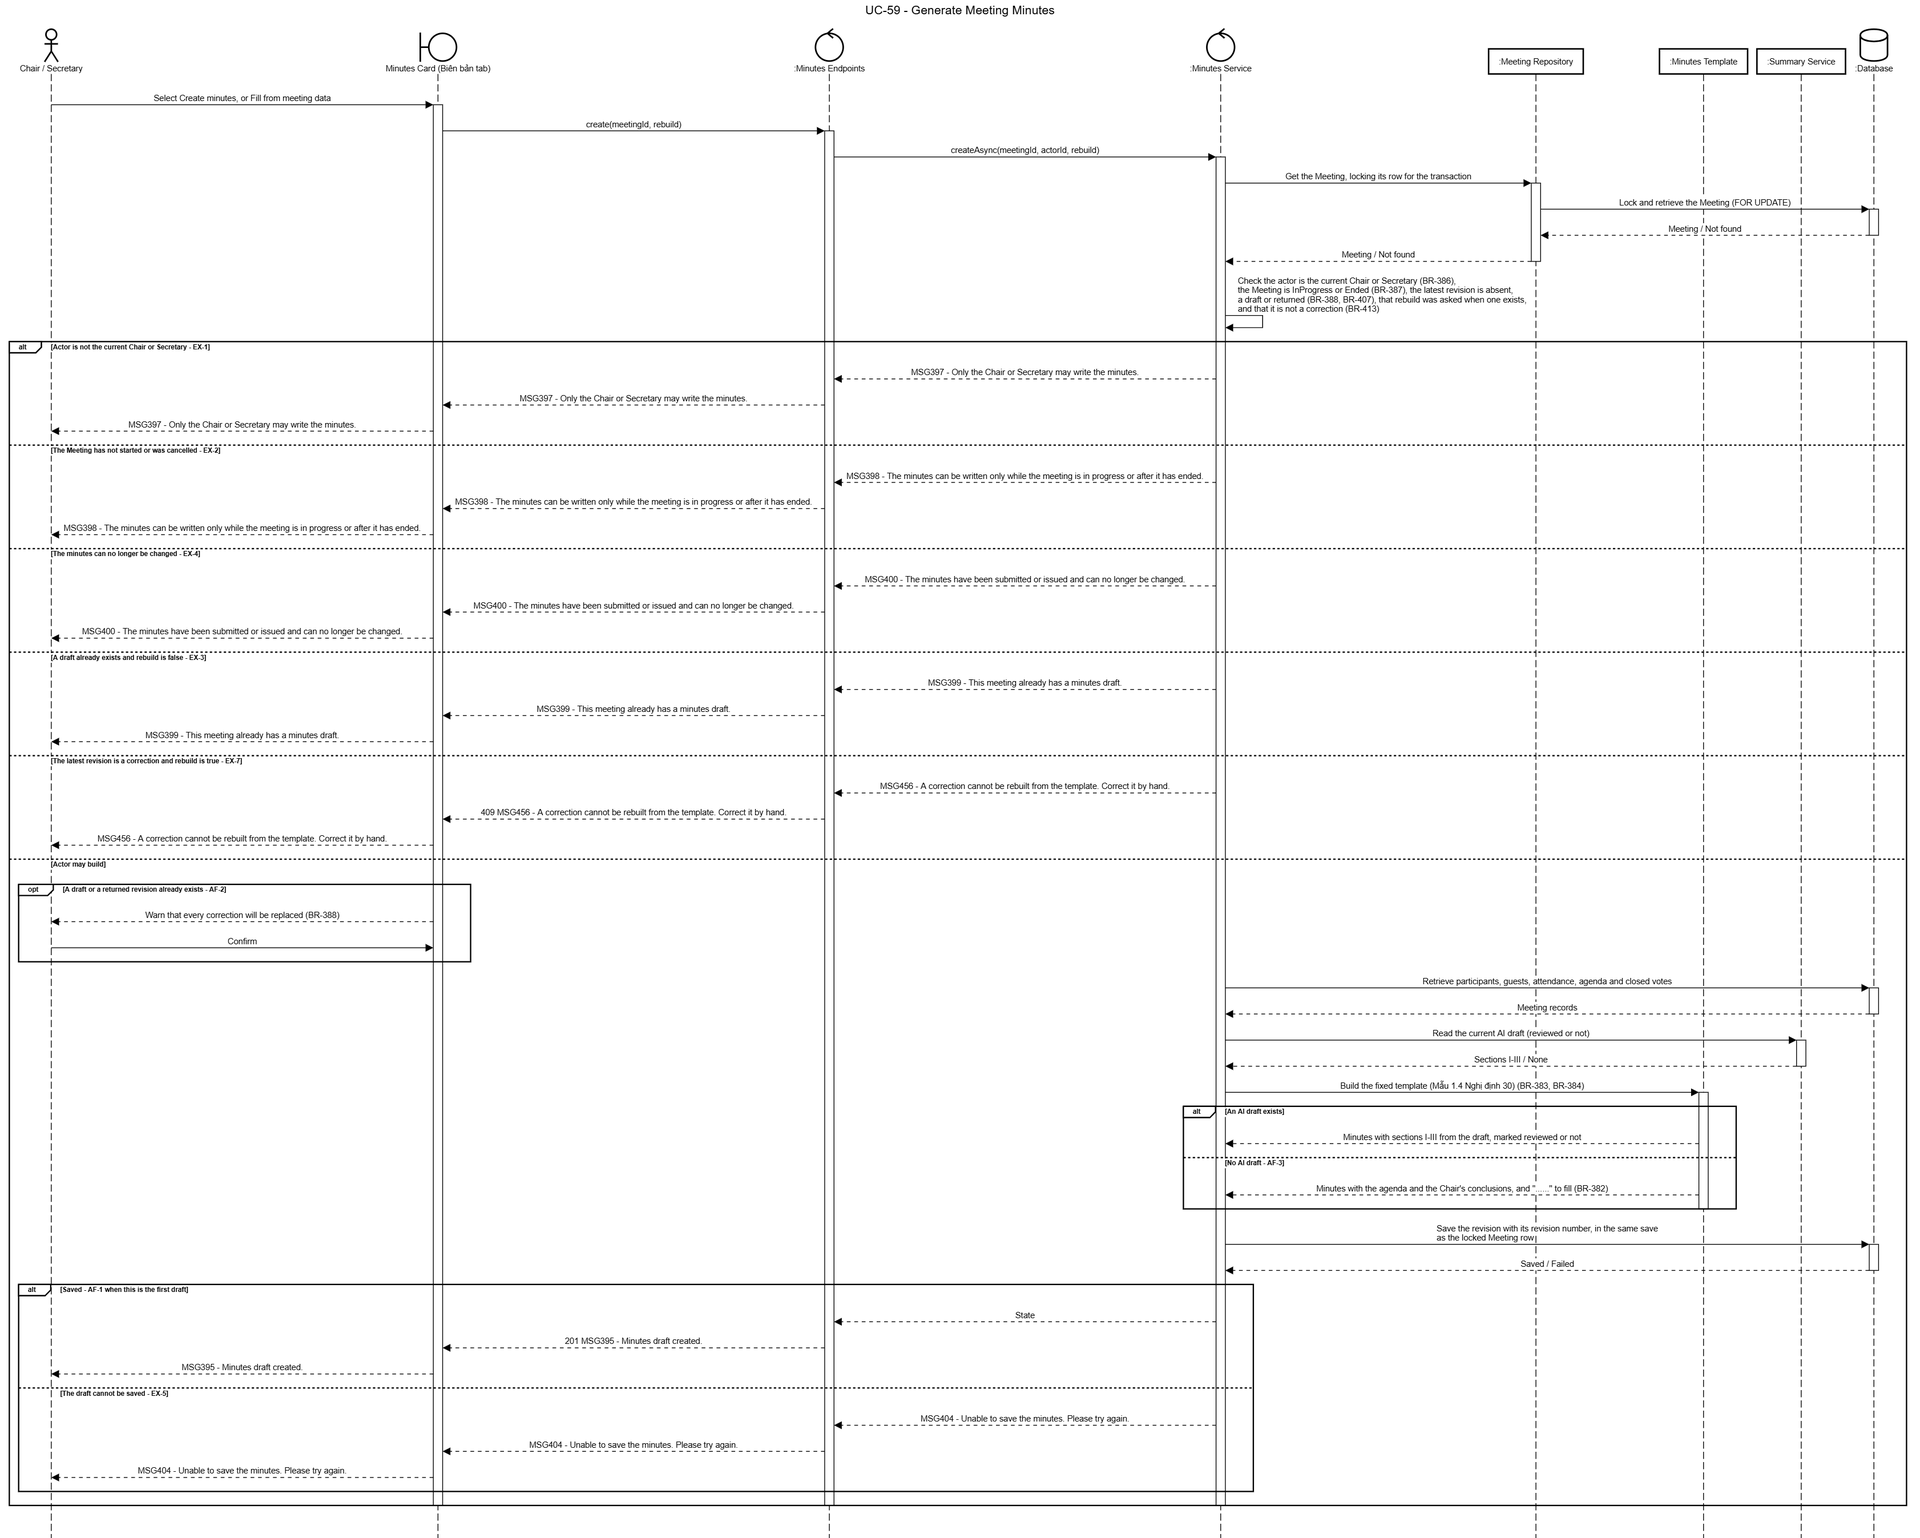 UC-59 - Generate Meeting Minutes
Chair / Secretary
Minutes Card (Biên bản tab)
:Minutes Endpoints
:Minutes Service
:Meeting Repository
:Minutes Template
:Summary Service
:Database
Select Create minutes, or Fill from meeting data
create(meetingId, rebuild)
createAsync(meetingId, actorId, rebuild)
Get the Meeting, locking its row for the transaction
Lock and retrieve the Meeting (FOR UPDATE)
Meeting / Not found
Meeting / Not found
Check the actor is the current Chair or Secretary (BR-386),
the Meeting is InProgress or Ended (BR-387), the latest revision is absent,
a draft or returned (BR-388, BR-407), that rebuild was asked when one exists,
and that it is not a correction (BR-413)
alt
[Actor is not the current Chair or Secretary - EX-1]
MSG397 - Only the Chair or Secretary may write the minutes.
MSG397 - Only the Chair or Secretary may write the minutes.
MSG397 - Only the Chair or Secretary may write the minutes.
[The Meeting has not started or was cancelled - EX-2]
MSG398 - The minutes can be written only while the meeting is in progress or after it has ended.
MSG398 - The minutes can be written only while the meeting is in progress or after it has ended.
MSG398 - The minutes can be written only while the meeting is in progress or after it has ended.
[The minutes can no longer be changed - EX-4]
MSG400 - The minutes have been submitted or issued and can no longer be changed.
MSG400 - The minutes have been submitted or issued and can no longer be changed.
MSG400 - The minutes have been submitted or issued and can no longer be changed.
[A draft already exists and rebuild is false - EX-3]
MSG399 - This meeting already has a minutes draft.
MSG399 - This meeting already has a minutes draft.
MSG399 - This meeting already has a minutes draft.
[The latest revision is a correction and rebuild is true - EX-7]
MSG456 - A correction cannot be rebuilt from the template. Correct it by hand.
409 MSG456 - A correction cannot be rebuilt from the template. Correct it by hand.
MSG456 - A correction cannot be rebuilt from the template. Correct it by hand.
[Actor may build]
opt
[A draft or a returned revision already exists - AF-2]
Warn that every correction will be replaced (BR-388)
Confirm
Retrieve participants, guests, attendance, agenda and closed votes
Meeting records
Read the current AI draft (reviewed or not)
Sections I-III / None
Build the fixed template (Mẫu 1.4 Nghị định 30) (BR-383, BR-384)
alt
[An AI draft exists]
Minutes with sections I-III from the draft, marked reviewed or not
[No AI draft - AF-3]
Minutes with the agenda and the Chair's conclusions, and "......" to fill (BR-382)
Save the revision with its revision number, in the same save
as the locked Meeting row
Saved / Failed
alt
[Saved - AF-1 when this is the first draft]
State
201 MSG395 - Minutes draft created.
MSG395 - Minutes draft created.
[The draft cannot be saved - EX-5]
MSG404 - Unable to save the minutes. Please try again.
MSG404 - Unable to save the minutes. Please try again.
MSG404 - Unable to save the minutes. Please try again.